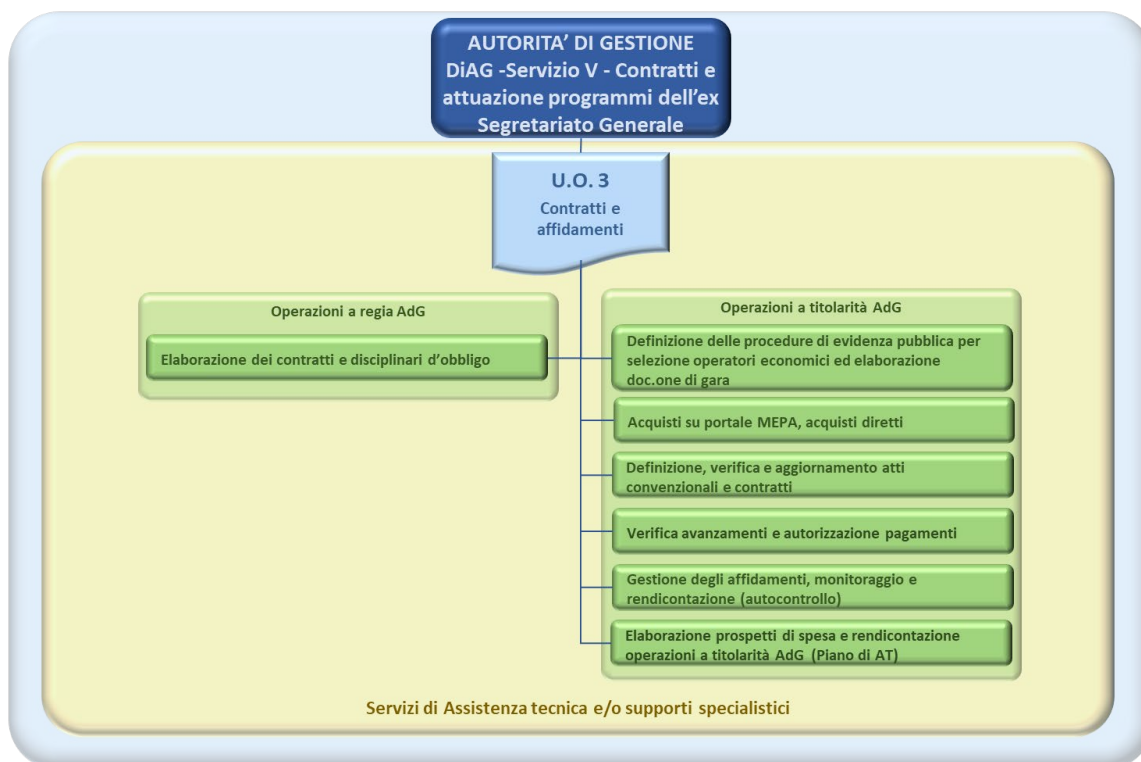 AUTORITA’ DI GESTIONE
DiAG -Servizio V - Contratti e
attuazione programmi dell’ex
Segretariato Generale
U.O. 3
Contratti e
affidamenti
Operazioni a regia AdG
Elaborazione dei contratti e disciplinari d’obbligo
Operazioni a titolarità AdG
Definizione delle procedure di evidenza pubblica per
selezione operatori economici ed elaborazione
doc.one di gara
Acquisti su portale MEPA, acquisti diretti
Definizione, verifica e aggiornamento atti
convenzionali e contratti
Verifica avanzamenti e autorizzazione pagamenti
Gestione degli affidamenti, monitoraggio e
rendicontazione (autocontrollo)
Elaborazione prospetti di spesa e rendicontazione
operazioni a titolarità AdG (Piano di AT)
Servizi di Assistenza tecnica e/o supporti specialistici